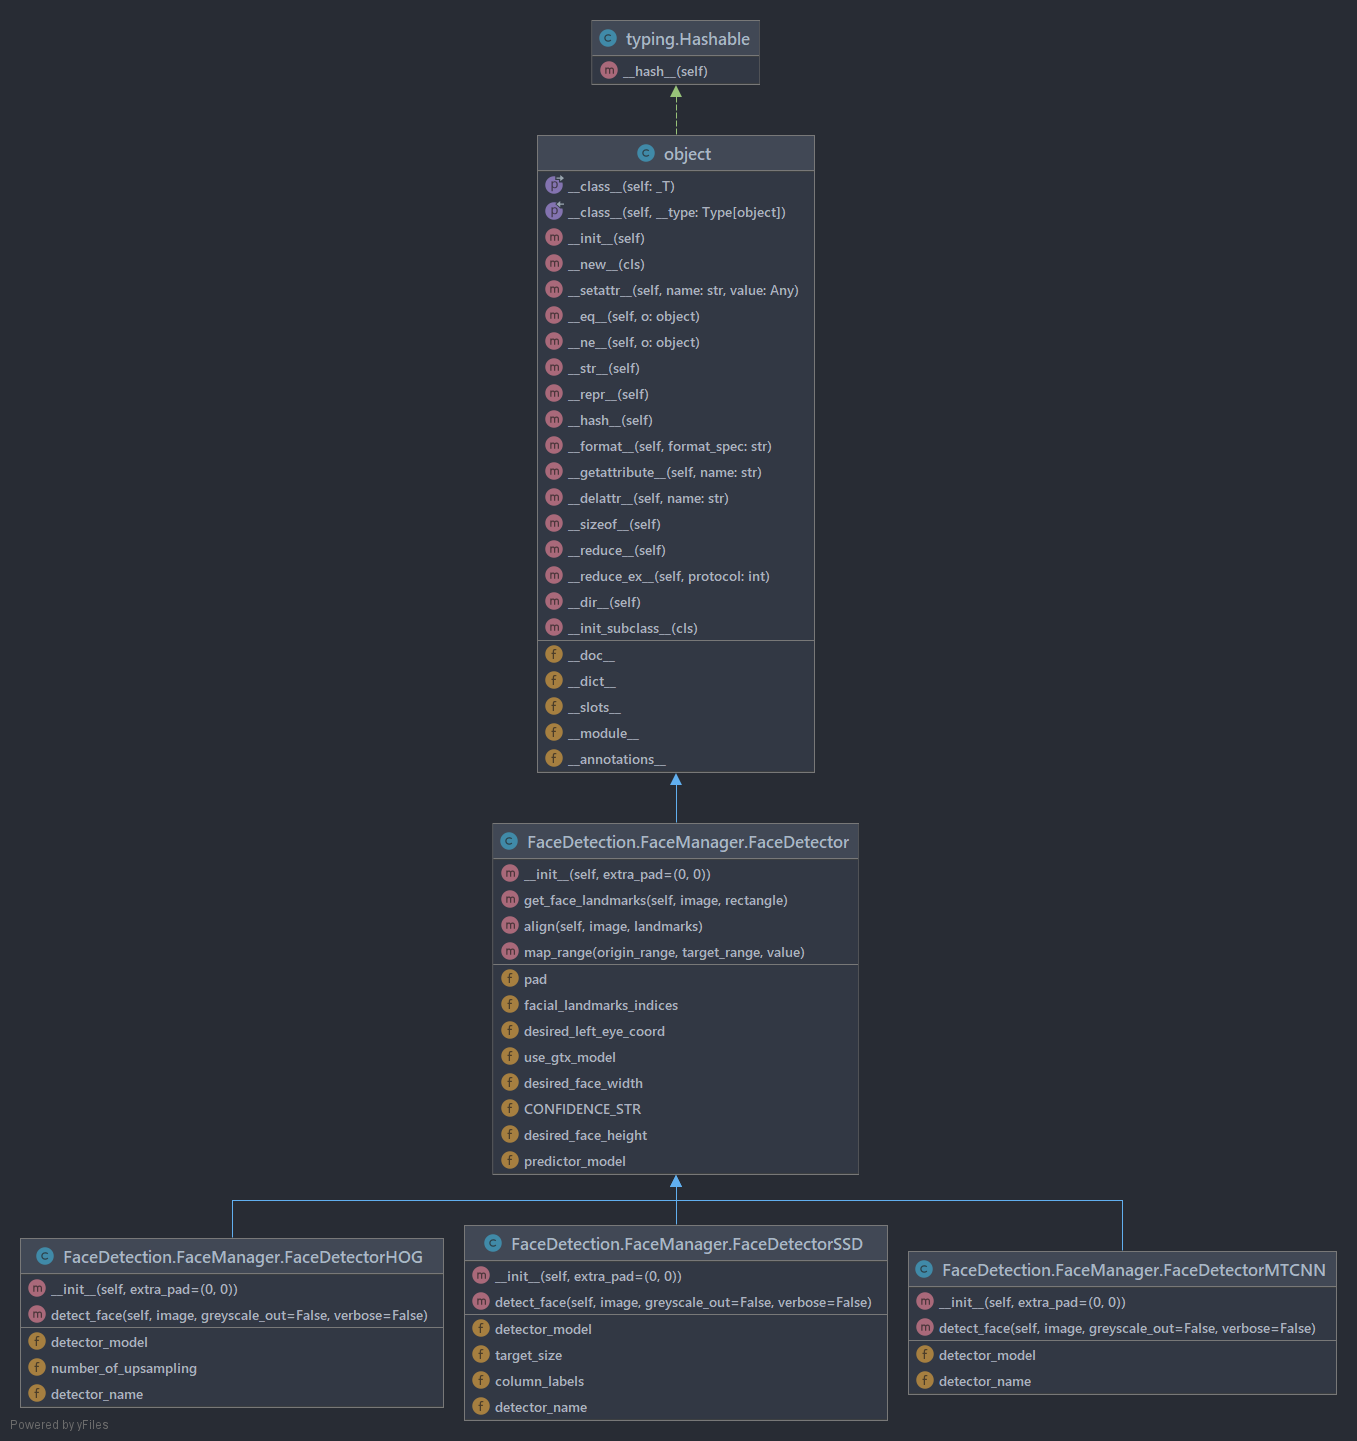 typing.Hashable
__hash__(self)
object
__class__(self: _T)
__class__(self, __type: Type[object])
__init__(self)
__new__(cls)
__setattr__(self, name: str, value: Any)
__eq__(self, o: object)
__ne__(self, o: object)
__str__(self)
__repr__(self)
__hash__(self)
__format__(self, format_spec: str)
__getattribute__(self, name: str)
__delattr__(self, name: str)
__sizeof__(self)
__reduce__(self)
__reduce_ex__(self, protocol: int)
__dir__(self)
__init_subclass__(cls)
__doc__
__dict__
__slots__
__module__
__annotations__
FaceDetection.FaceManager.FaceDetector
__init__(self, extra_pad=(0, 0))
get_face_landmarks(self, image, rectangle)
align(self, image, landmarks)
map_range(origin_range, target_range, value)
pad
facial_landmarks_indices
desired_left_eye_coord
use_gtx_model
desired_face_width
CONFIDENCE_STR
desired_face_height
predictor_model
FaceDetection.FaceManager.FaceDetectorHOG
__init__(self, extra_pad=(0, 0))
detect_face(self, image, greyscale_out=False, verbose=False)
detector_model
number_of_upsampling
detector_name
FaceDetection.FaceManager.FaceDetectorSSD
__init__(self, extra_pad=(0, 0))
detect_face(self, image, greyscale_out=False, verbose=False)
detector_model
target_size
column_labels
detector_name
FaceDetection.FaceManager.FaceDetectorMTCNN
__init__(self, extra_pad=(0, 0))
detect_face(self, image, greyscale_out=False, verbose=False)
detector_model
detector_name
Powered by yFiles